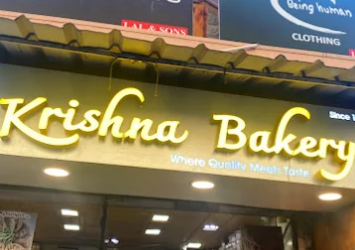 being human
CLOTHING
LAL & SONS
Krishna Bakery
Since
Where Quality Meets Taste